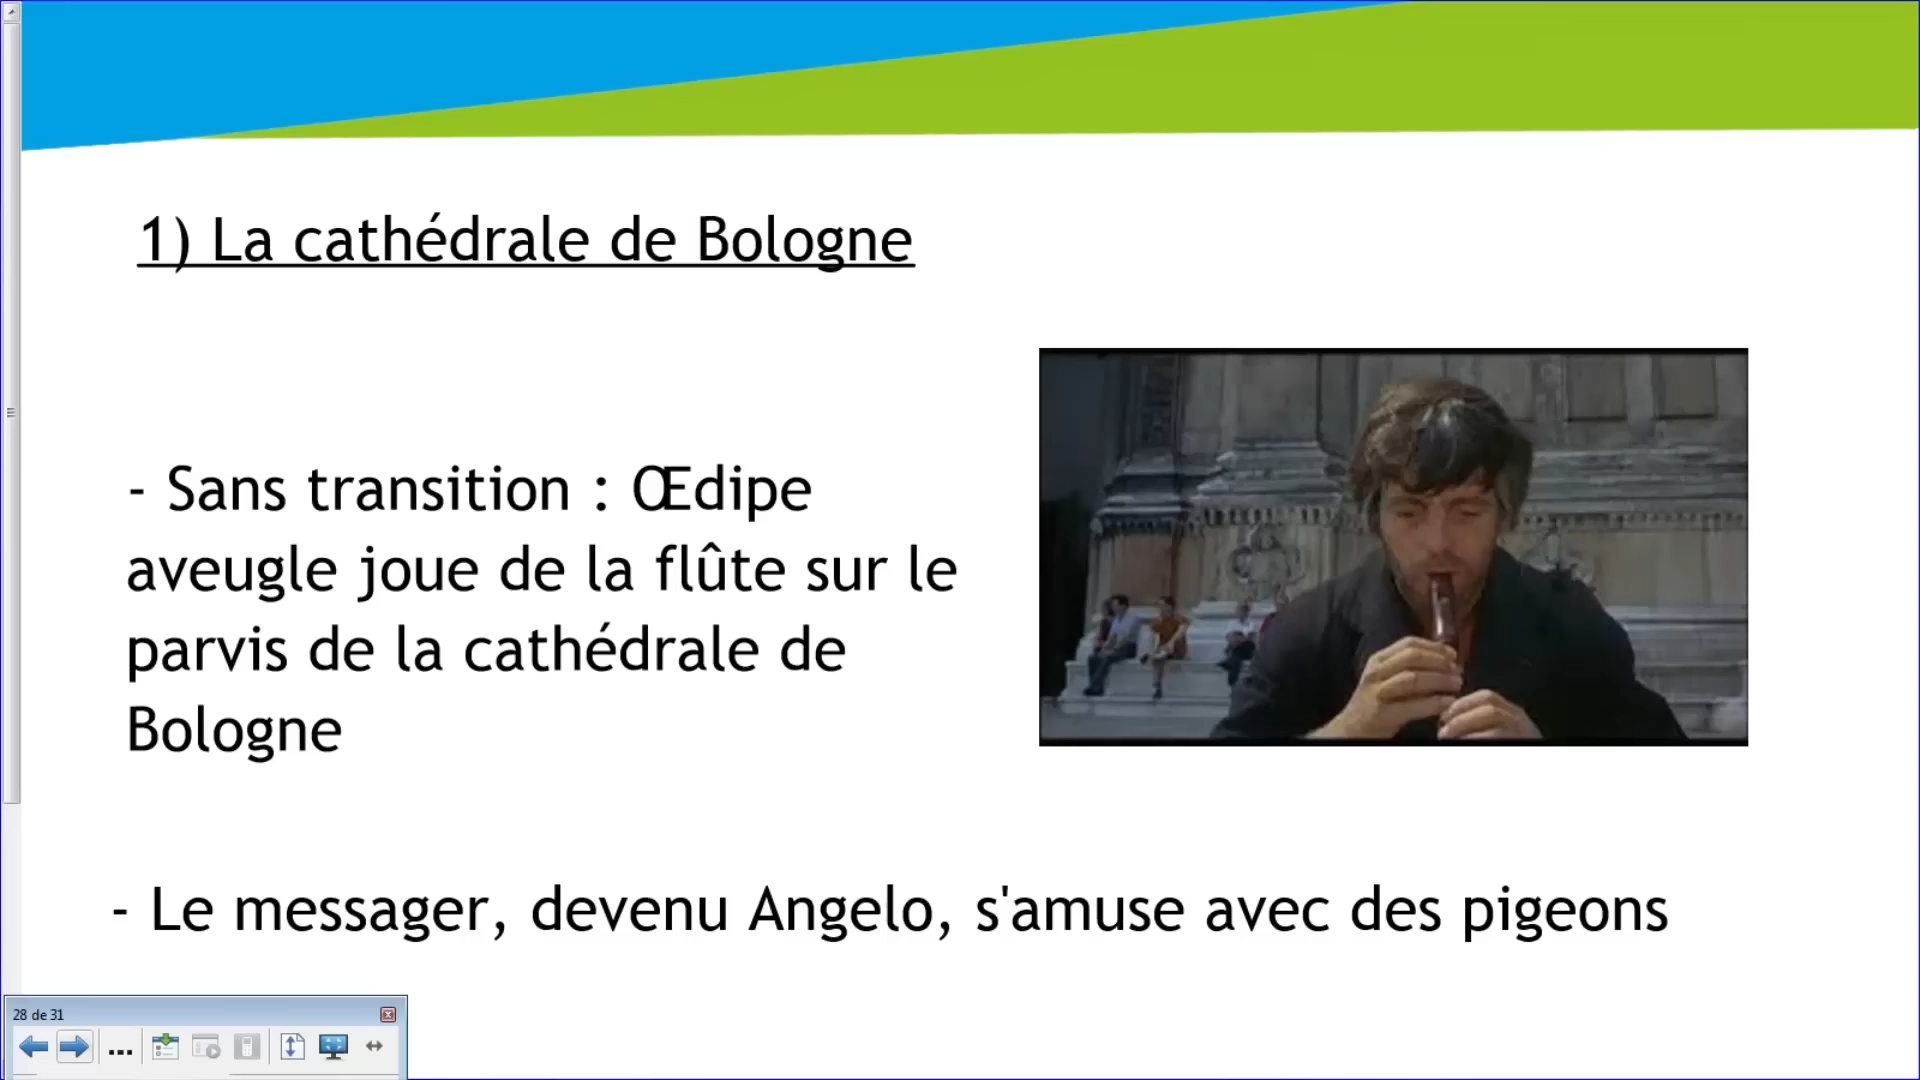 1) La cathédrale de Bologne
- Sans transition : Œdipe
aveugle joue de la flûte sur le
parvis de la cathédrale de
Bologne
- Le messager, devenu Angelo, s'amuse avec des pigeons
28 de 31